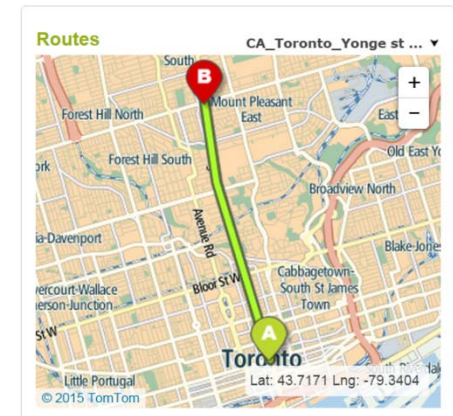 Routes
CA_Toronto_Yonge st ...
South
B
+
Mount Pleasant
East
Forest Hill North
East
−
Old East Yo
ork
Forest Hill South
Broadview North
Avenue Rd
ia-Davenport
Blake-Jones
Cabbagetown-
South St James
Town
vercourt-Wallace
erson-Junction
Bloor St W
St W
A
Toronto
Little Portugal
Lat: 43.7171 Lng: -79.3404
© 2015 TomTom